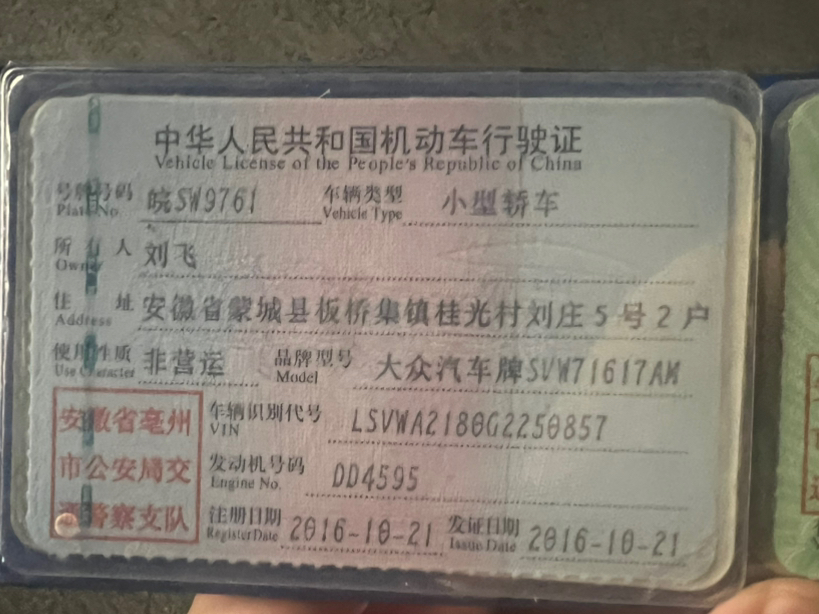 中华人民共和国机动车行驶证
Vehicle License of the People's Republic of China
号牌号码 皖SW9761 车辆类型 小型轿车
Plate No. Vehicle Type
所有人 刘飞
Owner
住址 安徽省蒙城县板桥集镇桂光村刘庄5号2户
Address
使用性质 非营运 品牌型号 大众汽车牌SVW71617AM
Use Character Model
安徽省亳州 车辆识别代号 LSVWA2180G2250857
VIN
市公安局交 发动机号码 DD4595
Engine No.
通警察支队 注册日期 2016-10-21 发证日期 2016-10-21
Register Date Issue Date